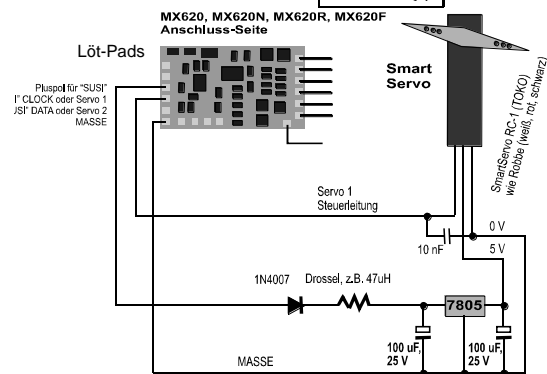 MX620, MX620N, MX620R, MX620F
Anschluss-Seite
Löt-Pads
Pluspol für "SUSI"
I" CLOCK oder Servo 1
JSI" DATA oder Servo 2
MASSE
Smart
Servo
SmartServo RC-1 (TOKO)
wie Robbe (weiß, rot, schwarz)
Servo 1
Steuerleitung
0 V
5 V
10 nF
1N4007
Drossel, z.B. 47uH
7805
100 uF,
25 V
100 uF,
25 V
MASSE